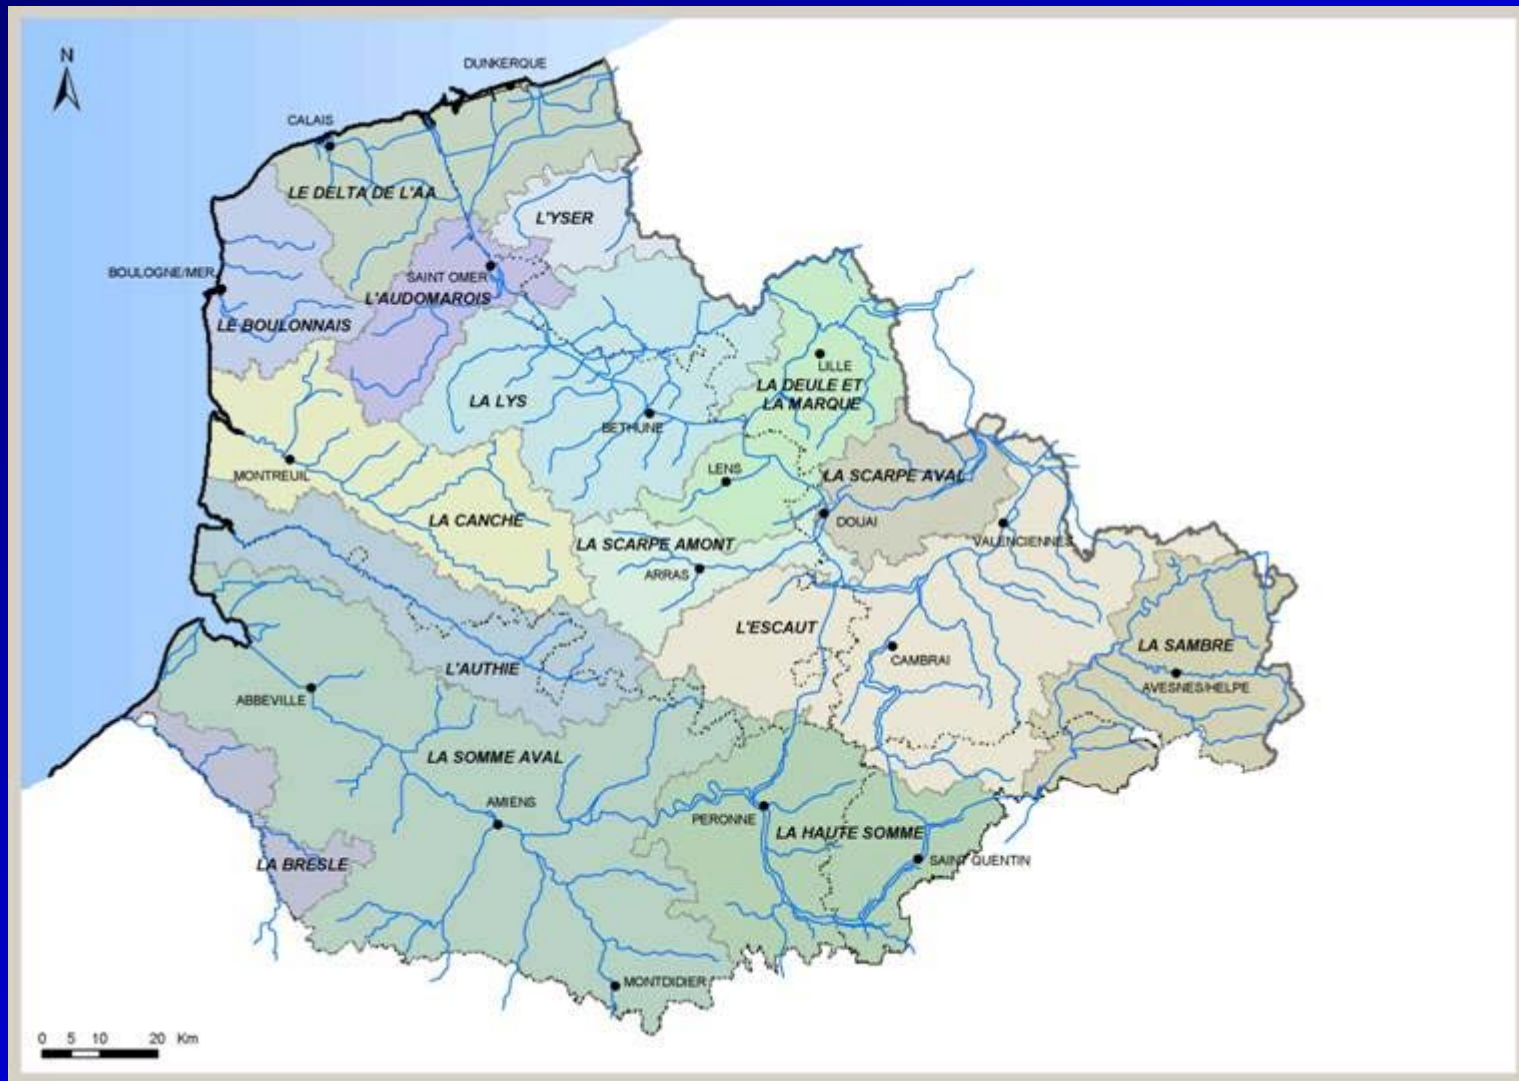 N
DUNKERQUE
CALAIS
LE DELTA DE L'AA
L'YSER
BOULOGNE/MER
SAINT OMER
L'AUDOMAROIS
LE BOULONNAIS
LILLE
LA DEULE ET
LA MARQUE
LA LYS
BETHUNE
MONTREUIL
LENS
LA SCARPE AVAL
LA CANCHE
DOUAI
VALENCIENNES
LA SCARPE AMONT
ARRAS
L'ESCAUT
LA SAMBRE
CAMBRAI
L'AUTHIE
AVESNES/HELPE
ABBEVILLE
LA SOMME AVAL
AMIENS
PERONNE
LA HAUTE SOMME
LA BRESLE
SAINT QUENTIN
MONTDIDIER
0 5 10 20 Km